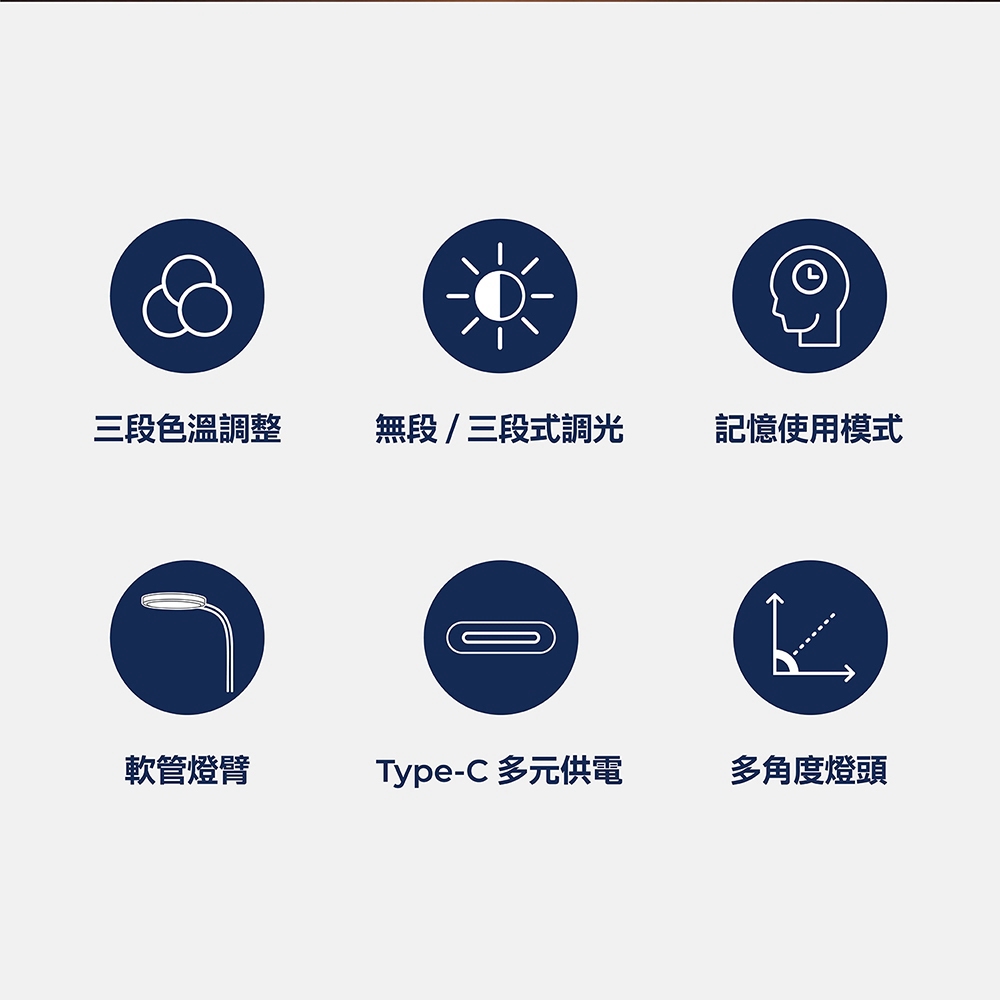 三段色溫調整
無段 / 三段式調光
記憶使用模式
軟管燈臂
Type-C 多元供電
多角度燈頭